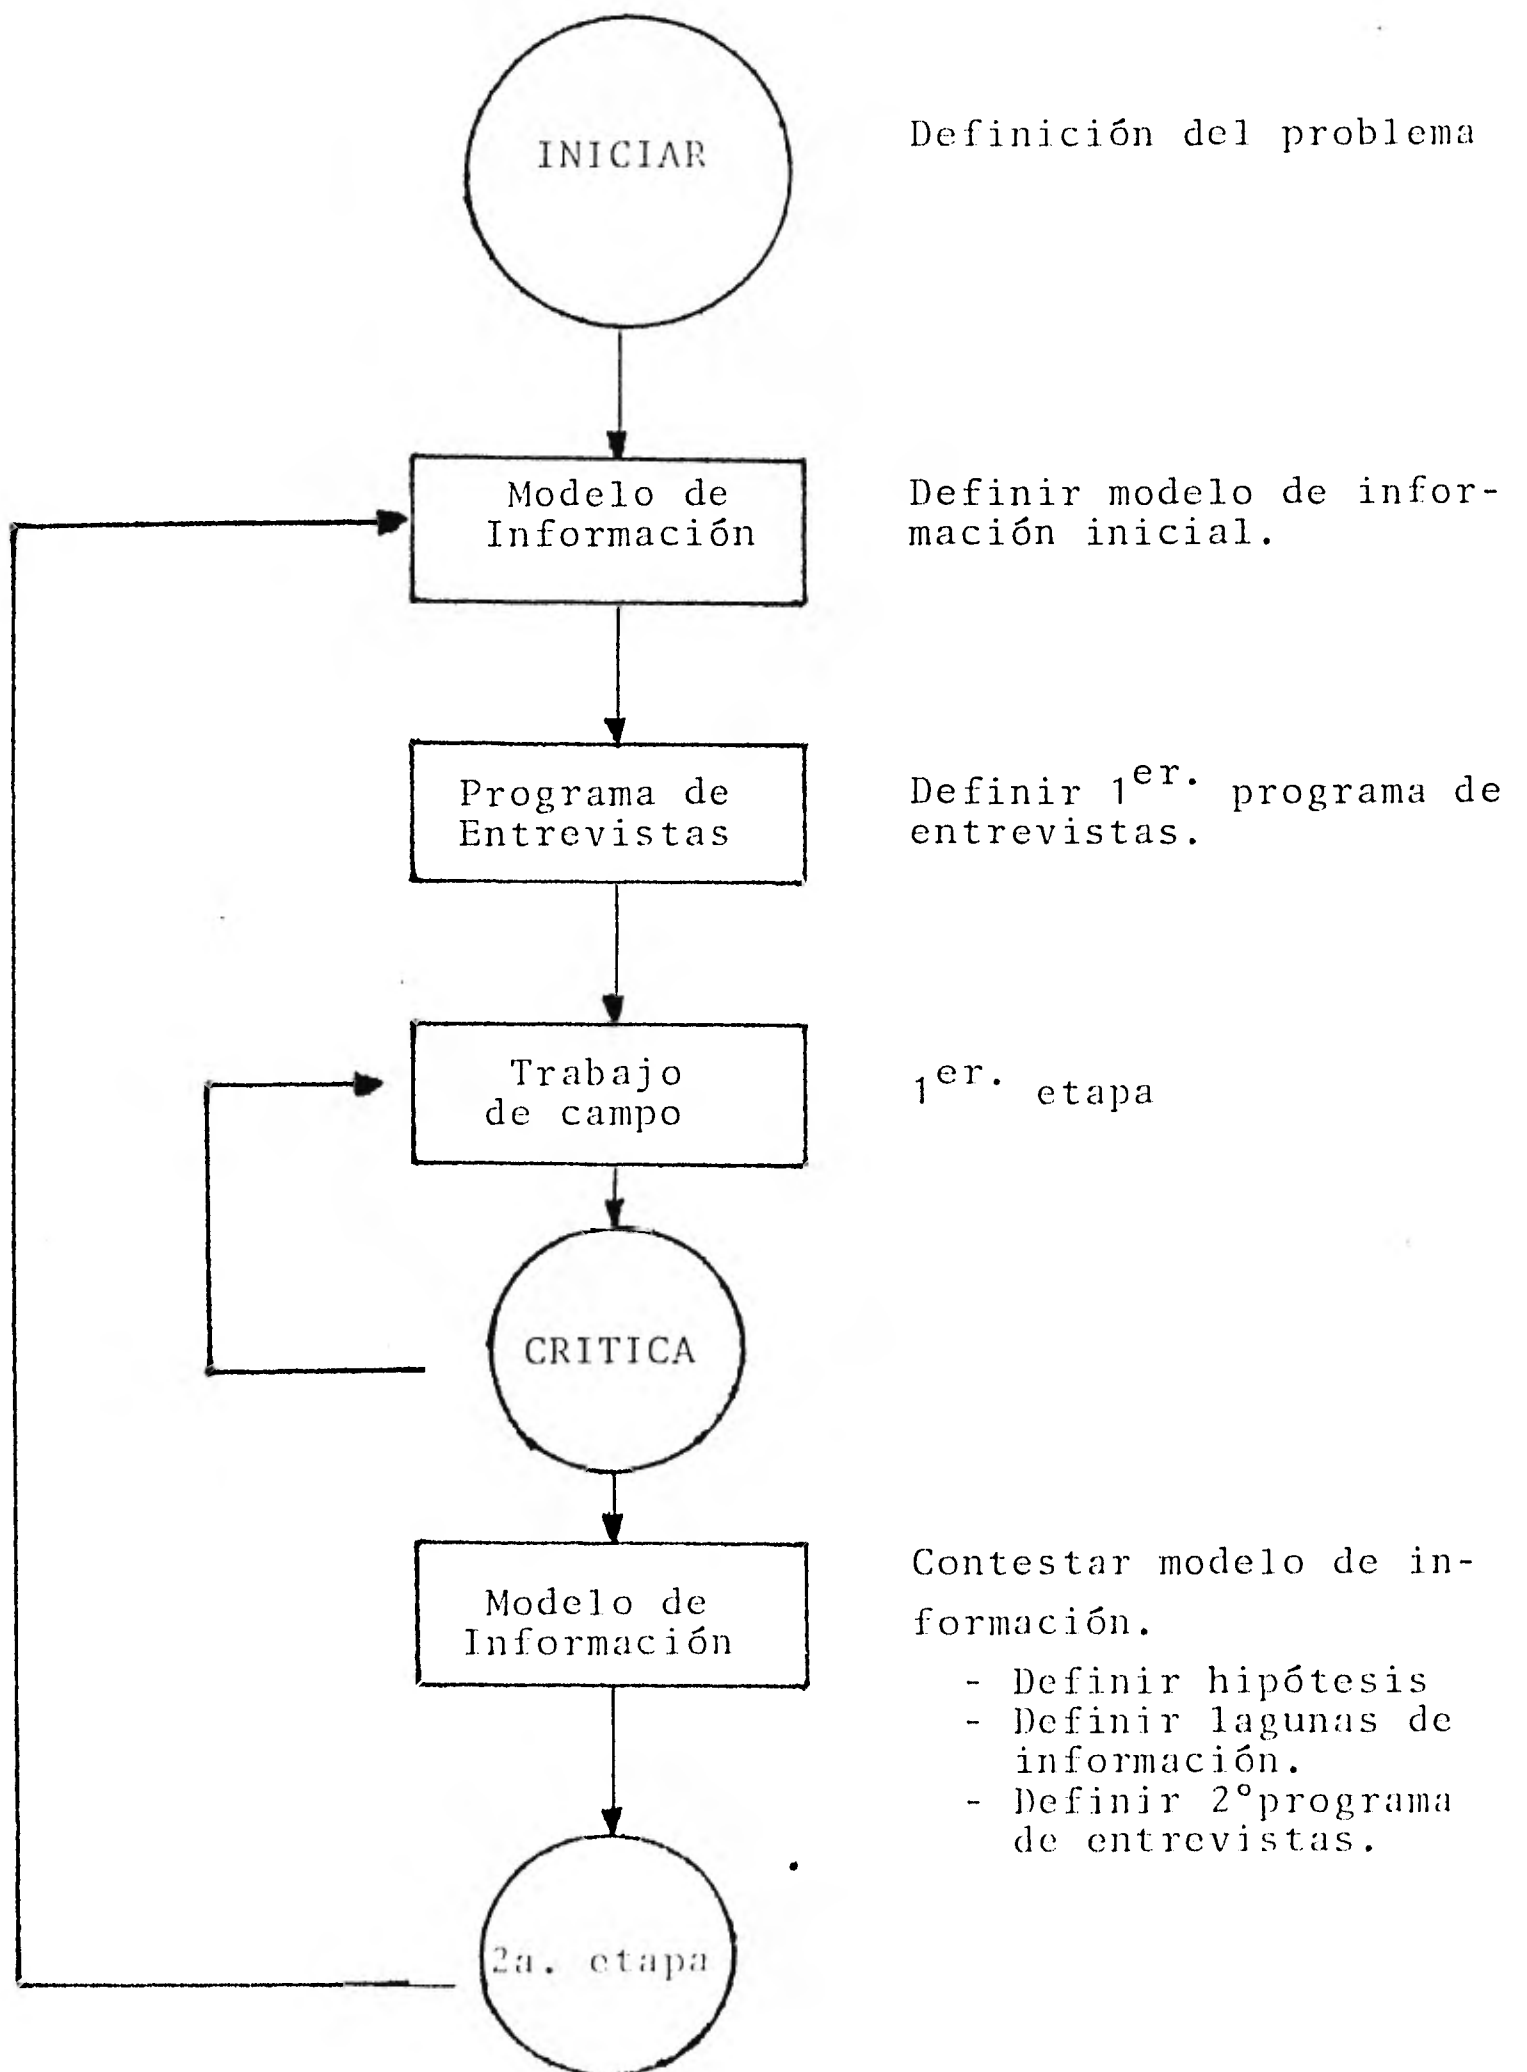 INICIAR
Definición del problema
Modelo de
Información
Definir modelo de infor-
mación inicial.
Programa de
Entrevistas
Definir 1er. programa de
entrevistas.
Trabajo
de campo
1er. etapa
CRITICA
Modelo de
Información
Contestar modelo de in-
formación.
- Definir hipótesis
- Definir lagunas de
información.
- Definir 2°programa
de entrevistas.
2a. etapa